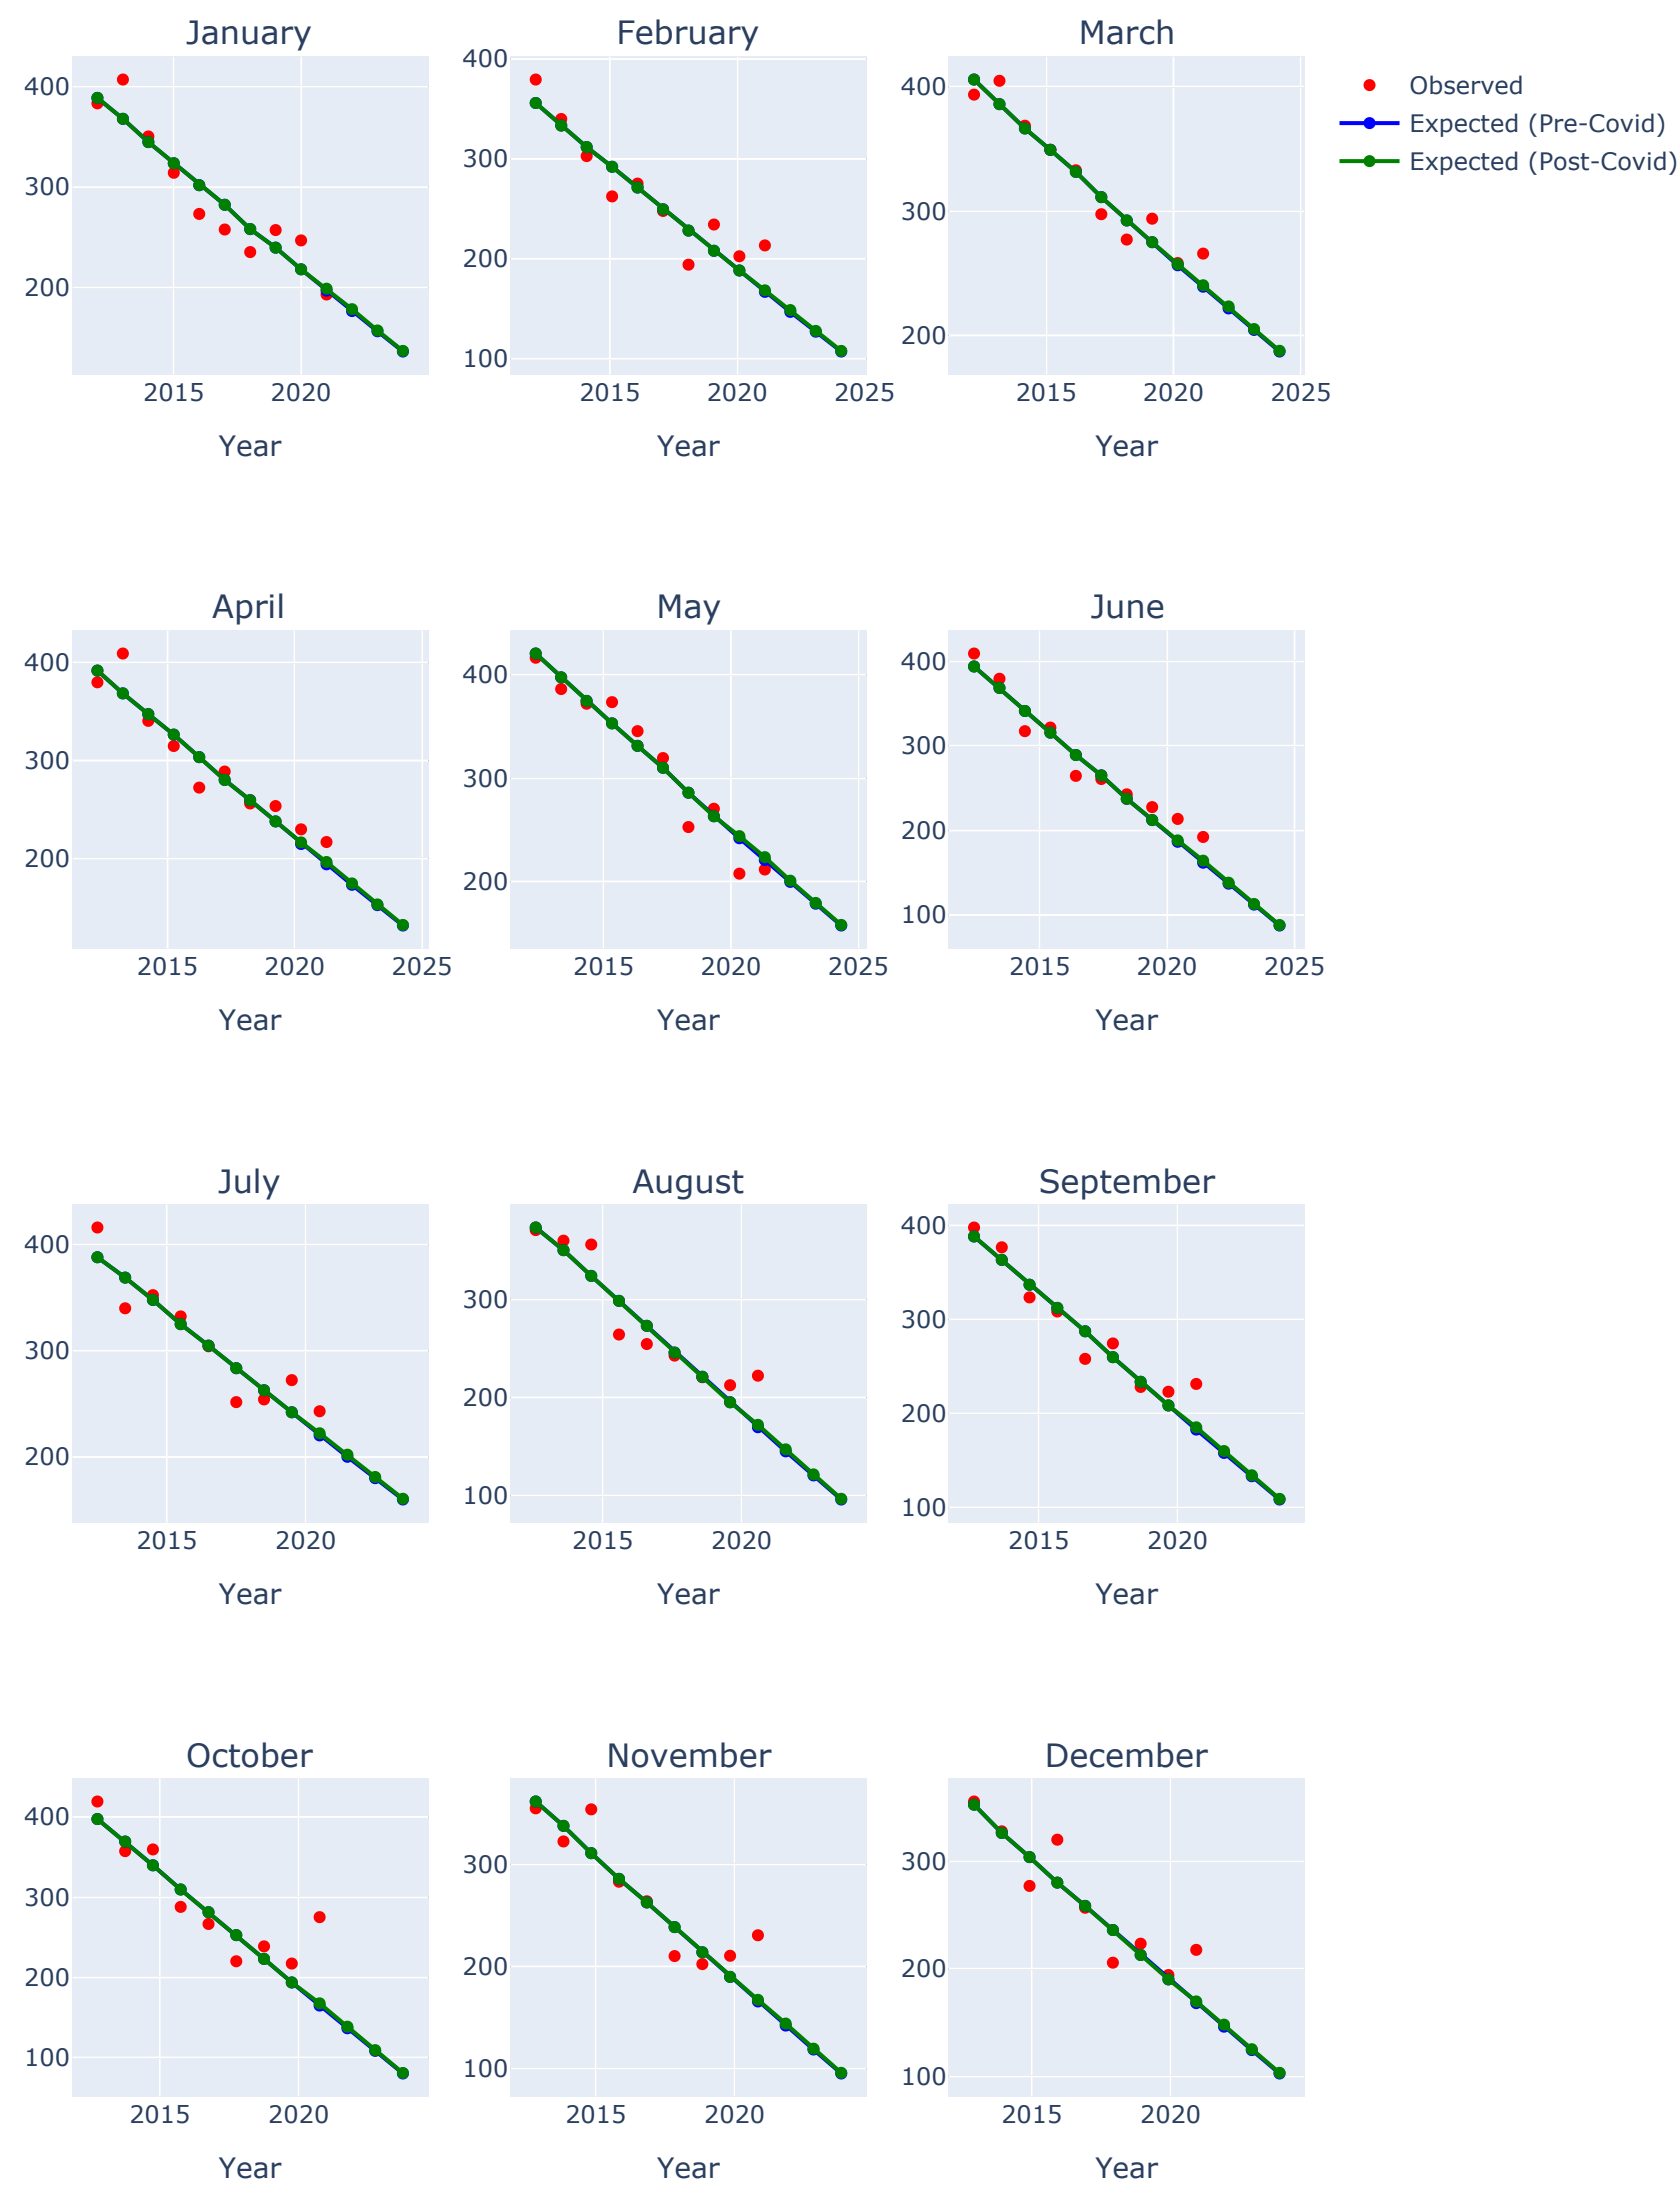 January February March
Observed
Expected (Pre-Covid)
Expected (Post-Covid)
400
300
200
2015 2020
Year
400
300
200
100
2015 2020 2025
Year
400
300
200
2015 2020 2025
Year
April May June
400
300
200
2015 2020 2025
Year
400
300
200
2015 2020 2025
Year
400
300
200
100
2015 2020 2025
Year
July August September
400
300
200
2015 2020
Year
300
200
100
2015 2020
Year
400
300
200
100
2015 2020
Year
October November December
400
300
200
100
2015 2020
Year
300
200
100
2015 2020
Year
300
200
100
2015 2020
Year